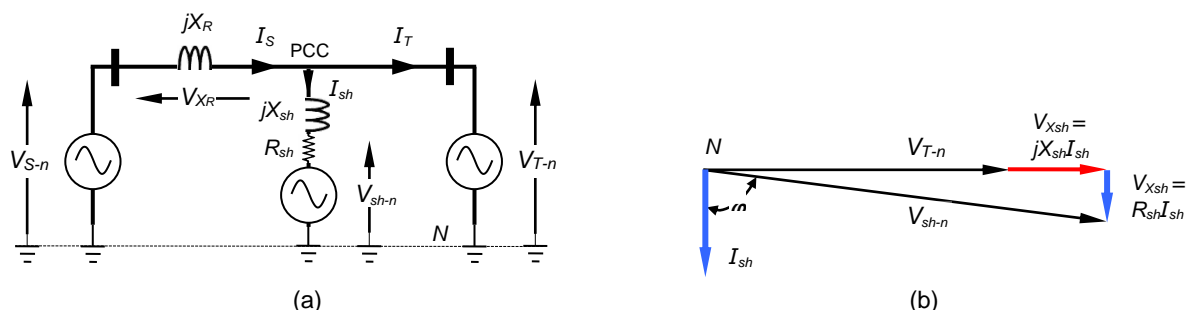 jX_R
I_S
PCC
I_T
V_XR
jX_sh
I_sh
R_sh
V_S-n
V_sh-n
V_T-n
N
(a)
N
V_T-n
V_Xsh =
jX_shI_sh
V_Xsh =
R_shI_sh
V_sh-n
I_sh
(b)